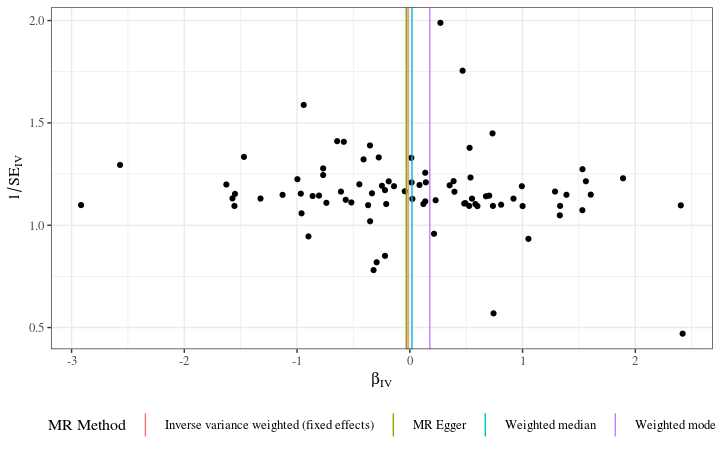 2.0
1.5
1.0
0.5
1/SE_IV
-3 -2 -1 0 1 2
β_IV
MR Method Inverse variance weighted (fixed effects) MR Egger Weighted median Weighted mode